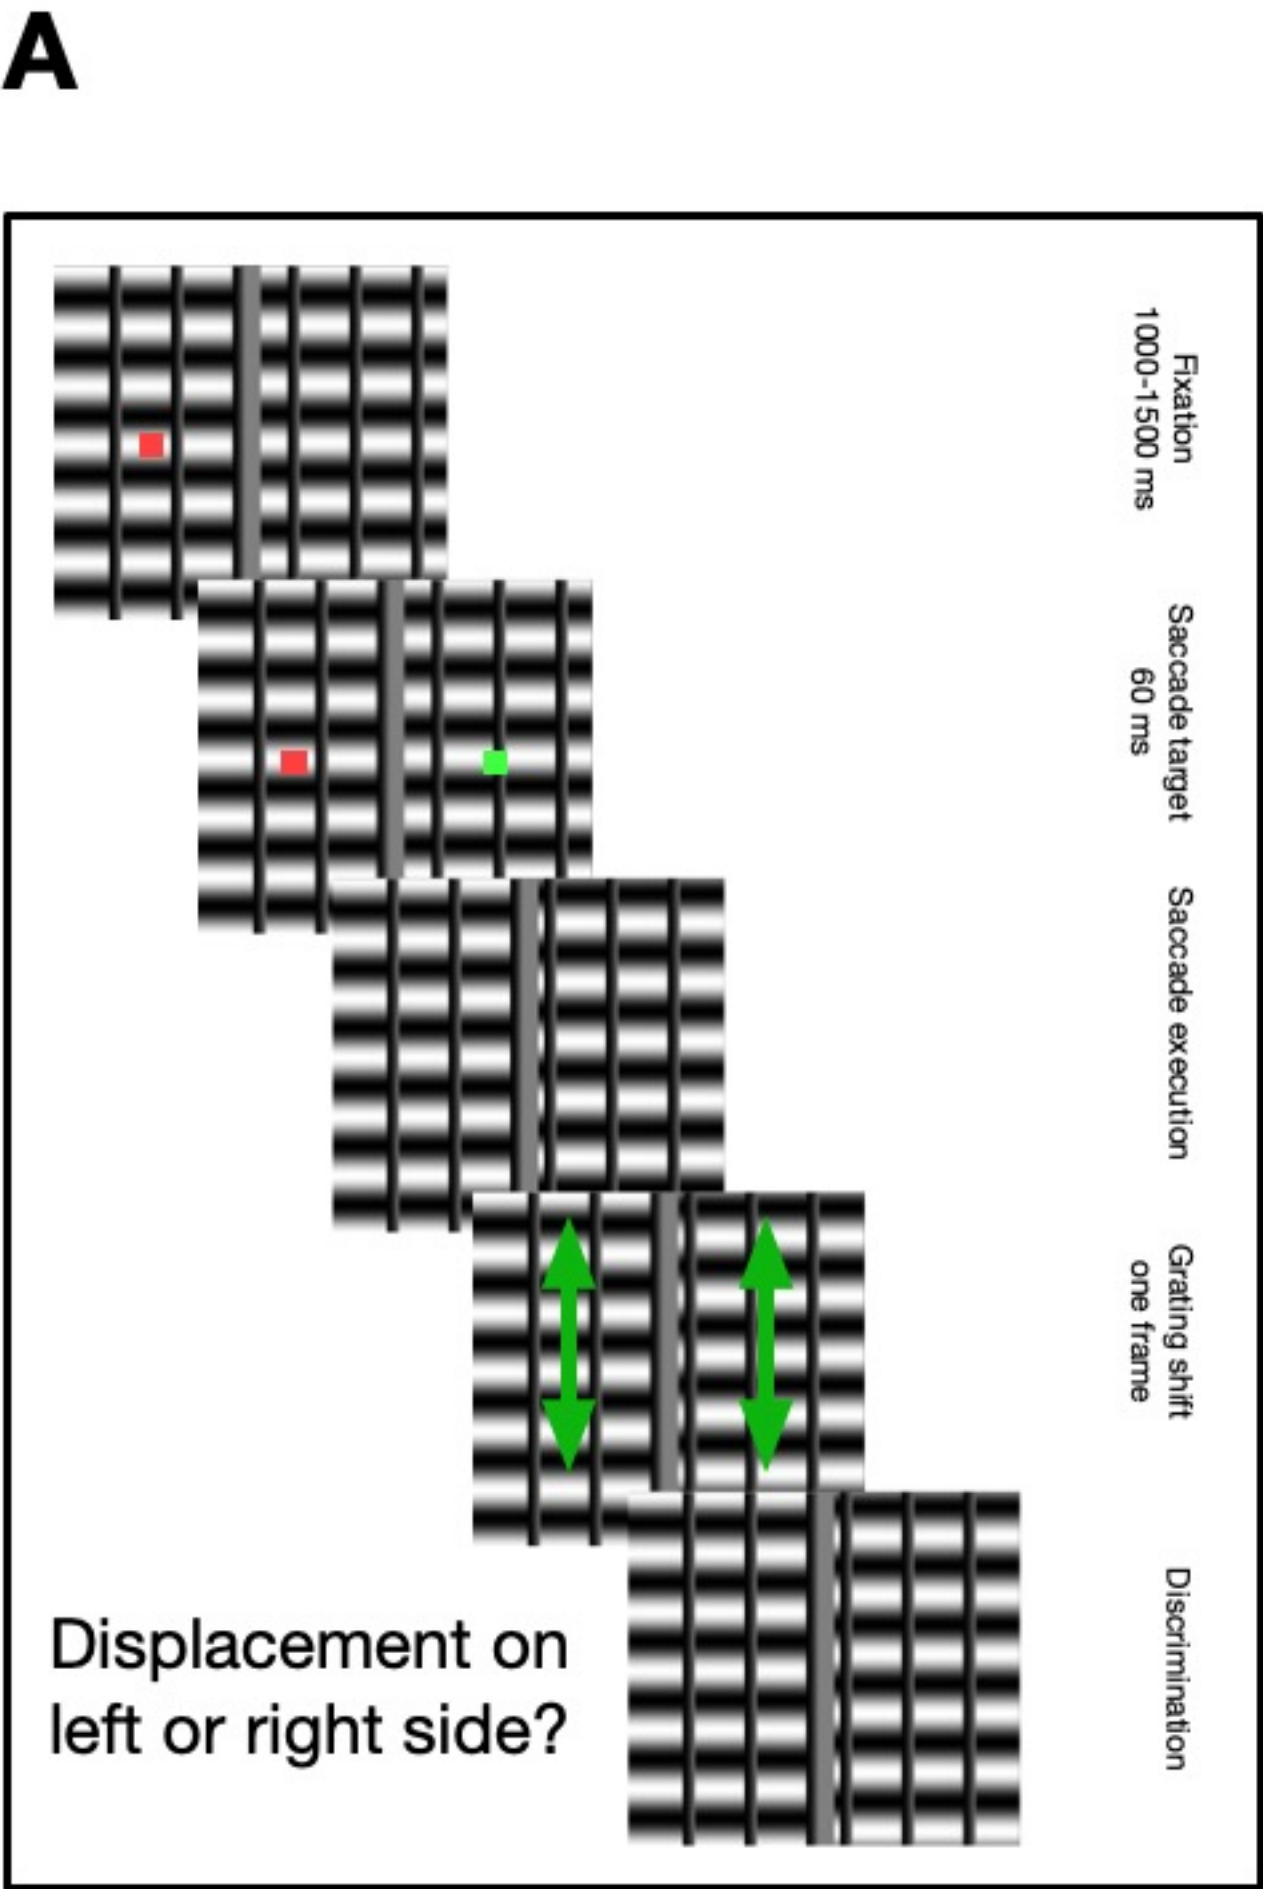 A
Fixation
1000-1500 ms
Saccade target
60 ms
Saccade execution
Grating shift
one frame
Discrimination
Displacement on
left or right side?